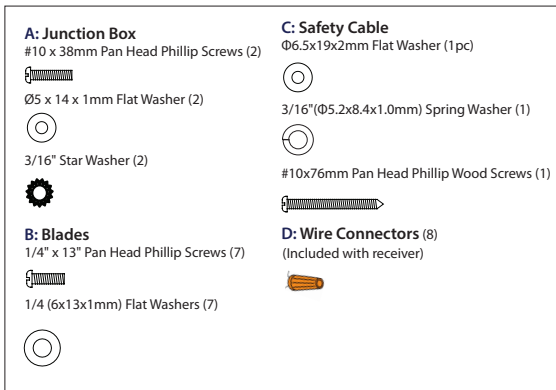 A: Junction Box
#10 x 38mm Pan Head Phillip Screws (2)
Ø5 x 14 x 1mm Flat Washer (2)
3/16" Star Washer (2)
B: Blades
1/4" x 13" Pan Head Phillip Screws (7)
1/4 (6x13x1mm) Flat Washers (7)
C: Safety Cable
Φ6.5x19x2mm Flat Washer (1pc)
3/16"(Φ5.2x8.4x1.0mm) Spring Washer (1)
#10x76mm Pan Head Phillip Wood Screws (1)
D: Wire Connectors (8)
(Included with receiver)